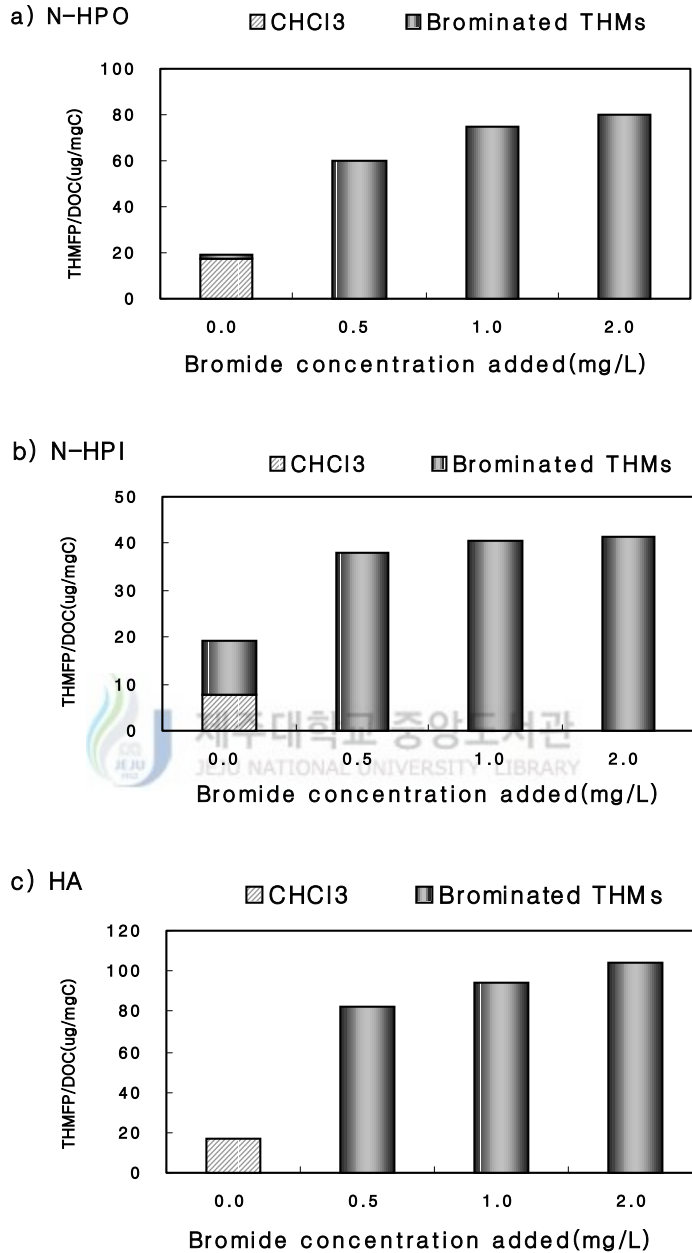 a) N-HPO
CHCl3 Brominated THMs
THMFP/DOC(ug/mgC)
100
80
60
40
20
0
0.0 0.5 1.0 2.0
Bromide concentration added(mg/L)
b) N-HPI
CHCl3 Brominated THMs
THMFP/DOC(ug/mgC)
50
40
30
20
10
0
0.0 0.5 1.0 2.0
제주대학교 중앙도서관
JEJU NATIONAL UNIVERSITY LIBRARY
JEJU
Bromide concentration added(mg/L)
c) HA
CHCl3 Brominated THMs
THMFP/DOC(ug/mgC)
120
100
80
60
40
20
0
0.0 0.5 1.0 2.0
Bromide concentration added(mg/L)